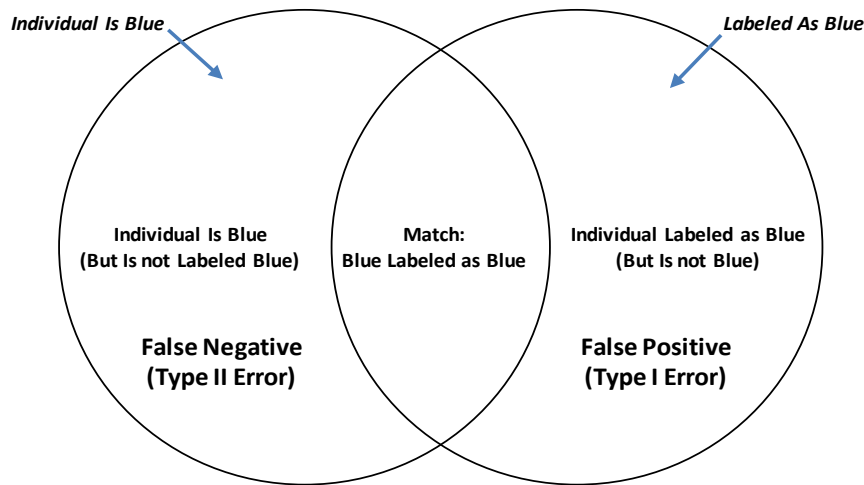 Individual Is Blue
Labeled As Blue
Individual Is Blue
(But Is not Labeled Blue)
Match:
Blue Labeled as Blue
Individual Labeled as Blue
(But Is not Blue)
False Negative
(Type II Error)
False Positive
(Type I Error)